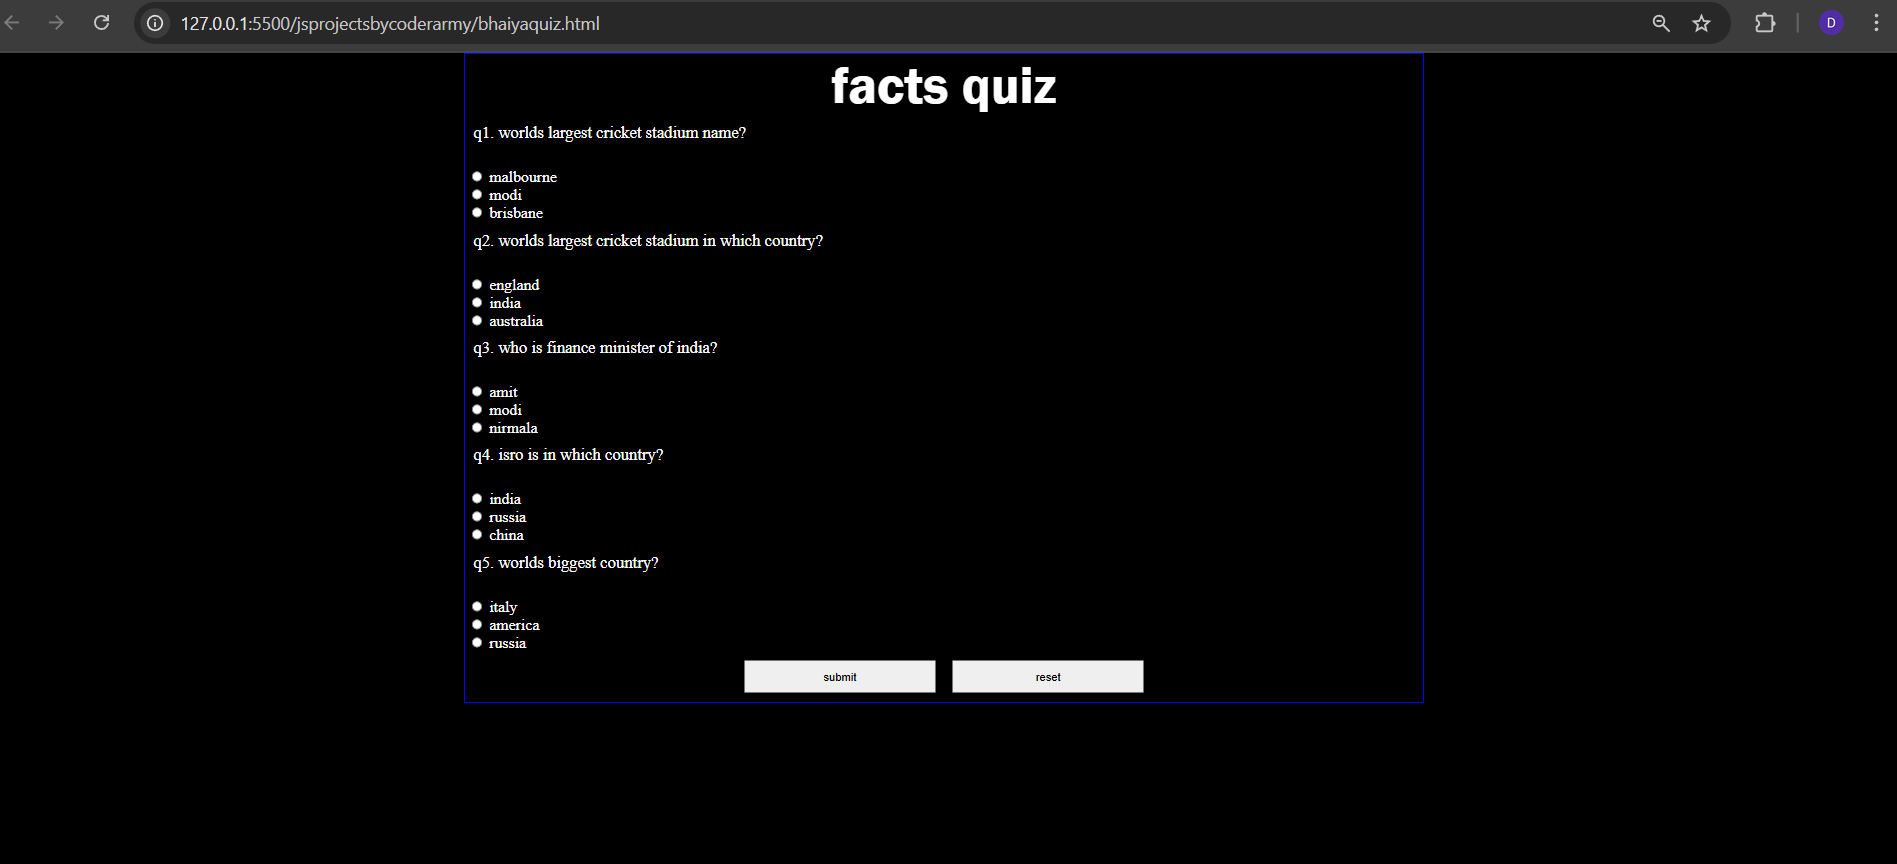 127.0.0.1:5500/jsprojectsbycoderarmy/bhaiyaquiz.html
D
facts quiz
q1. worlds largest cricket stadium name?
malbourne
modi
brisbane
q2. worlds largest cricket stadium in which country?
england
india
australia
q3. who is finance minister of india?
amit
modi
nirmala
q4. isro is in which country?
india
russia
china
q5. worlds biggest country?
italy
america
russia
submit reset